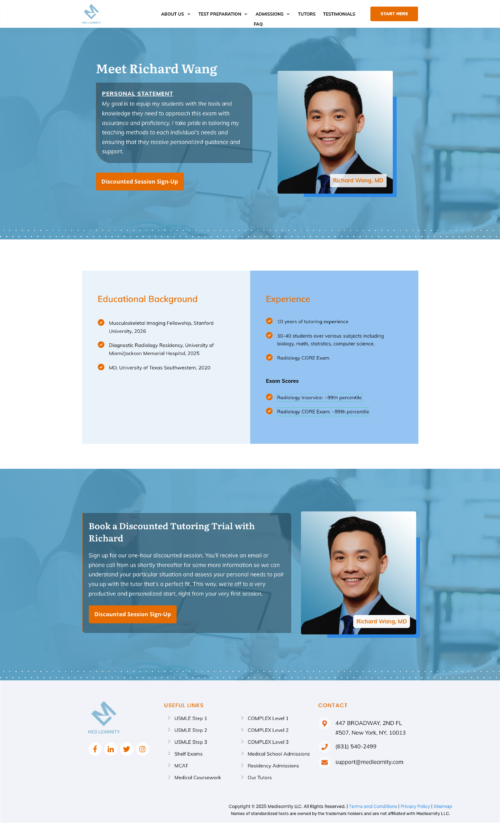 ABOUT US
TEST PREPARATION
ADMISSIONS
TUTORS
TESTIMONIALS
FAQ
START HERE
MED LEARNITY
Meet Richard Wang
PERSONAL STATEMENT
My goal is to equip my students with the tools and
knowledge they need to approach this exam with
assurance and proficiency. I take pride in tailoring my
teaching methods to each individual's needs and
ensuring that they receive personalized guidance and
support.
Discounted Session Sign-Up
Richard Wang, MD
Educational Background
Musculoskeletal Imaging Fellowship, Stanford
University, 2026
Diagnostic Radiology Residency, University of
Miami/Jackson Memorial Hospital, 2025
MD, University of Texas Southwestern, 2020
Experience
10 years of tutoring experience
30-40 students over various subjects including
biology, math, statistics, computer science.
Radiology CORE Exam
Exam Scores
Radiology Inservice: ~99th percentile
Radiology CORE Exam: ~99th percentile
Book a Discounted Tutoring Trial with
Richard
Sign up for our one-hour discounted session. You'll receive an email or
phone call from us shortly thereafter for some more information so we can
understand your particular situation and assess your personal needs to pair
you up with the tutor that's a perfect fit. This way, we're off to a very
productive and personalized start, right from your very first session.
Discounted Session Sign-Up
Richard Wang, MD
MED LEARNITY
USEFUL LINKS
USMLE Step 1
USMLE Step 2
USMLE Step 3
Shelf Exams
MCAT
Medical Coursework
COMPLEX Level 1
COMPLEX Level 2
COMPLEX Level 3
Medical School Admissions
Residency Admissions
Our Tutors
CONTACT
447 BROADWAY, 2ND FL
#507, New York, NY, 10013
(631) 540-2499
support@medlearnity.com
Copyright © 2025 Medlearnity LLC. All Rights Reserved. | Terms and Conditions | Privacy Policy | Sitemap
Names of standardized tests are owned by the trademark holders and are not affiliated with Medlearnity LLC.